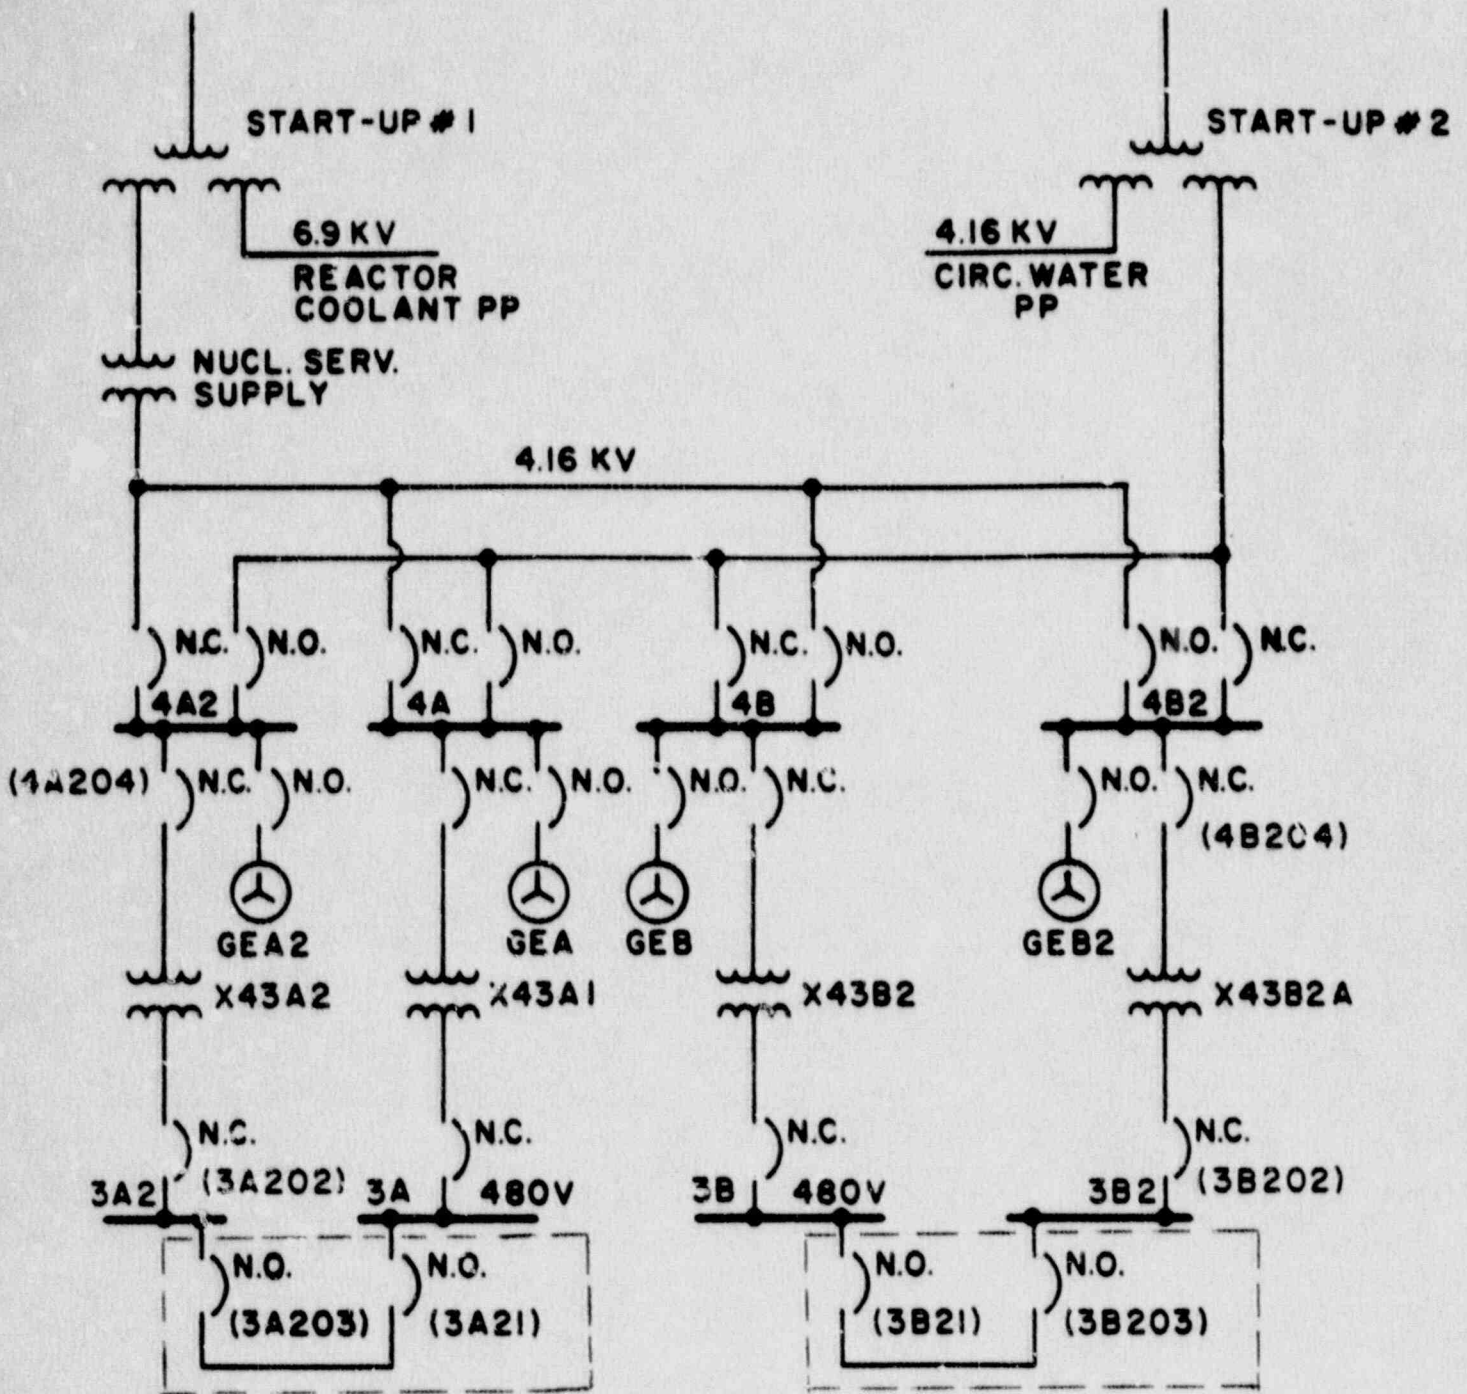 START-UP # 1
START-UP # 2
6.9 KV
REACTOR
COOLANT PP
4.16 KV
CIRC. WATER
PP
NUCL. SERV.
SUPPLY
4.16 KV
N.C.
N.O.
N.C.
N.O.
N.C.
N.O.
N.O.
N.C.
4A2
4A
4B
4B2
(4A204)
N.C.
N.O.
N.C.
N.O.
N.O.
N.C.
N.O.
N.C.
(4B204)
GEA2
GEA
GEB
GEB2
X43A2
X43A1
X43B2
X43B2A
N.C.
N.C.
N.C.
N.C.
3A2
(3A202)
3A
480V
3B
480V
3B2
(3B202)
N.O.
N.O.
N.O.
N.O.
(3A203)
(3A21)
(3B21)
(3B203)